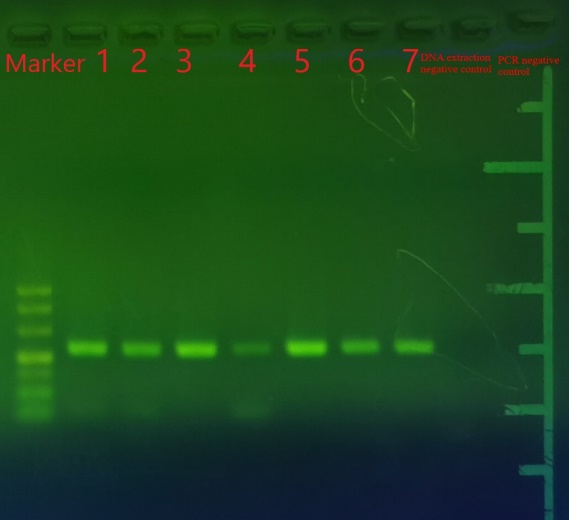 Marker 1 2 3 4 5 6 7 DNA extraction PCR negative
negative control control